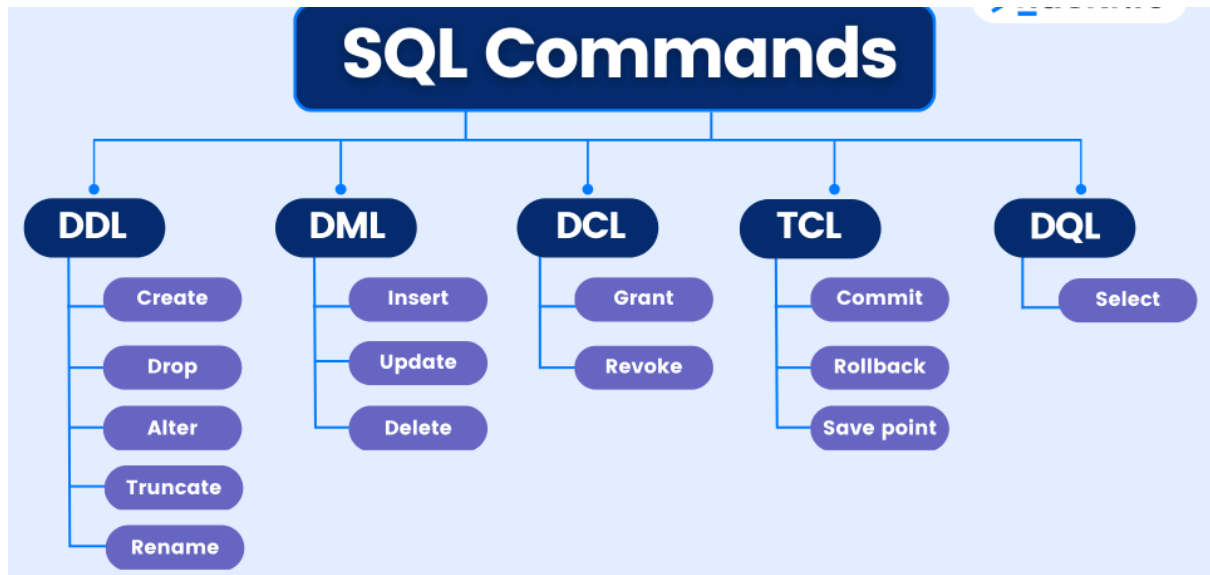 SQL Commands
DDL
DML
DCL
TCL
DQL
Create
Drop
Alter
Truncate
Rename
Insert
Update
Delete
Grant
Revoke
Commit
Rollback
Save point
Select